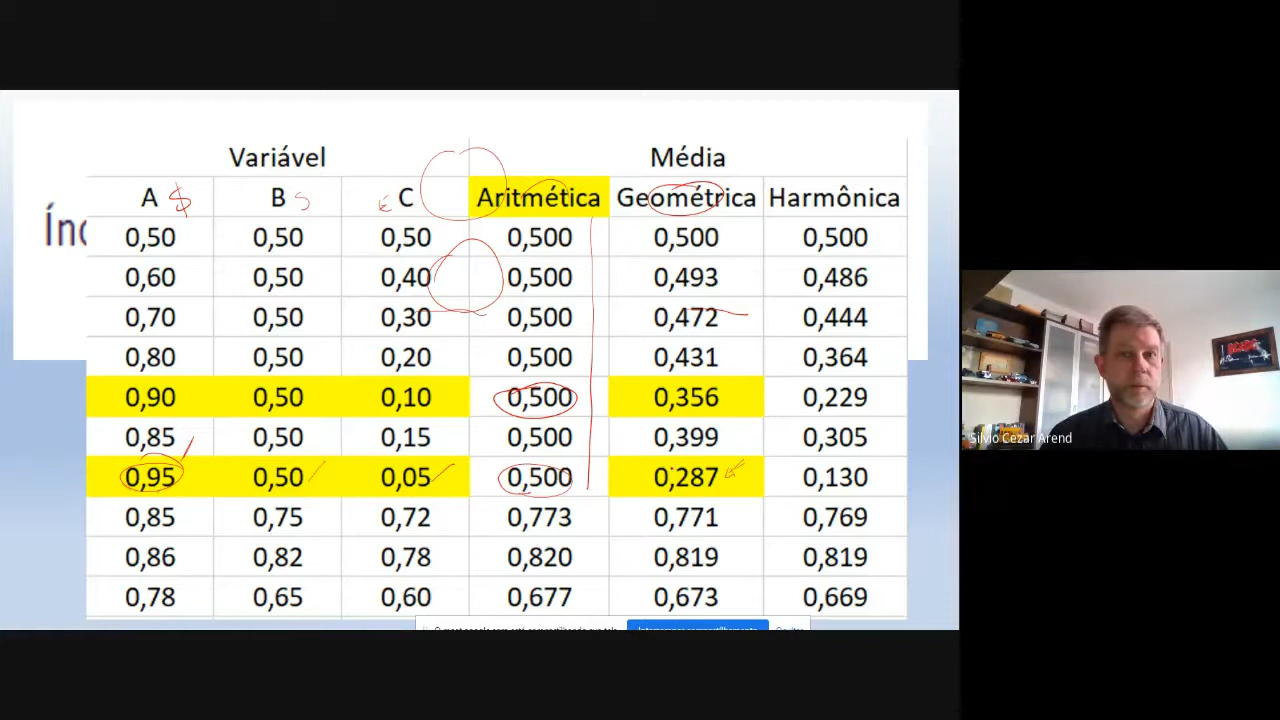 Variável Média
A $ B S C Aritmética Geométrica Harmônica
Índ
0,50 0,50 0,50 0,500 0,500 0,500
0,60 0,50 0,40 0,500 0,493 0,486
0,70 0,50 0,30 0,500 0,472 0,444
0,80 0,50 0,20 0,500 0,431 0,364
0,90 0,50 0,10 0,500 0,356 0,229
0,85 0,50 0,15 0,500 0,399 0,305
0,95 0,50 0,05 0,500 0,287 0,130
0,85 0,75 0,72 0,773 0,771 0,769
0,86 0,82 0,78 0,820 0,819 0,819
0,78 0,65 0,60 0,677 0,673 0,669
Silvio Cezar Arend